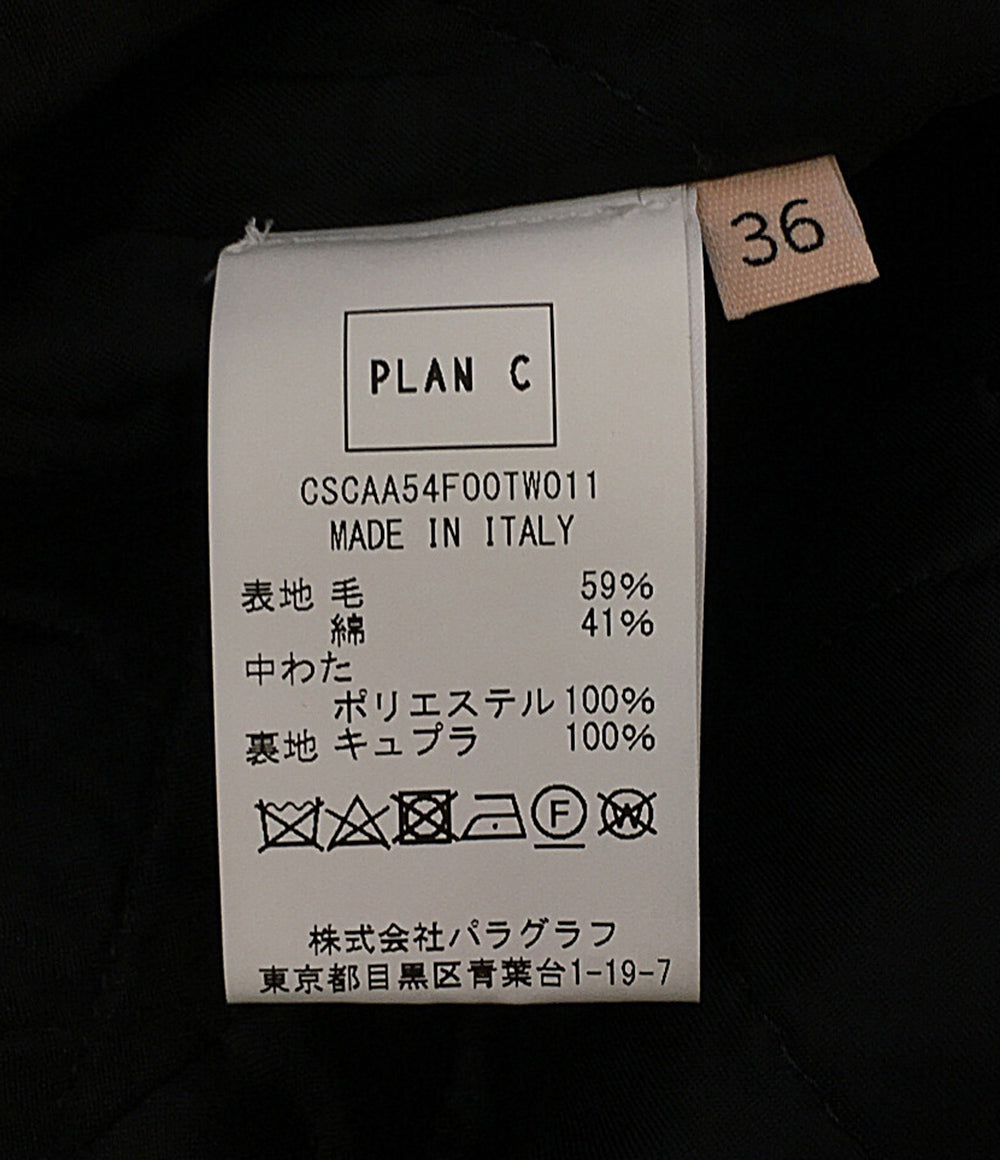 36
PLAN C
CSCAA54F00TW011
MADE IN ITALY
表地 毛 59%
綿 41%
中わた
ポリエステル 100%
裏地 キュプラ 100%
F W
株式会社パラグラフ
東京都目黒区青葉台1-19-7